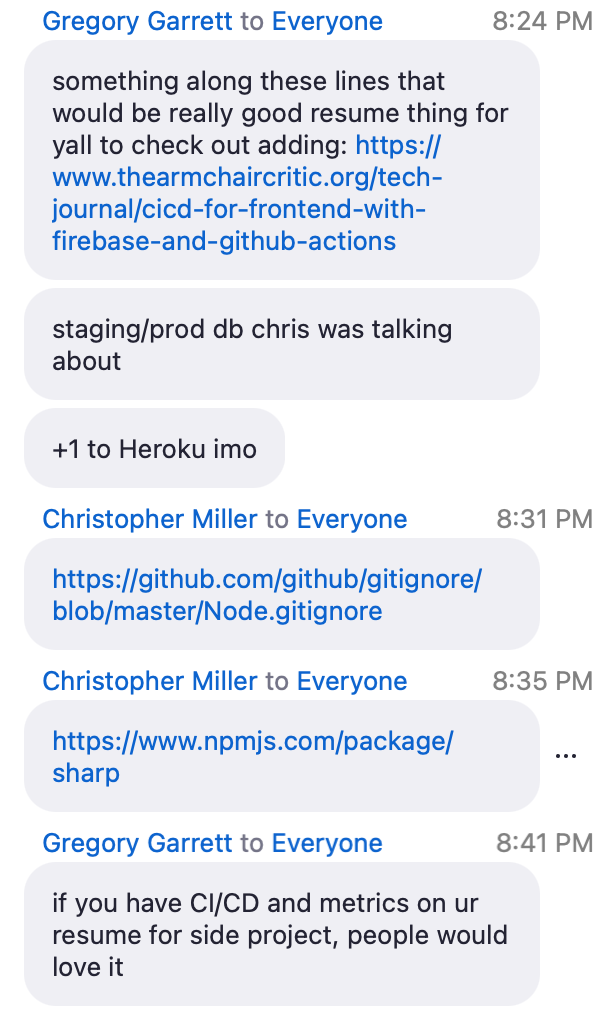 Gregory Garrett to Everyone 8:24 PM
something along these lines that
would be really good resume thing for
yall to check out adding: https://
www.thearmchaircritic.org/tech-
journal/cicd-for-frontend-with-
firebase-and-github-actions
staging/prod db chris was talking
about
+1 to Heroku imo
Christopher Miller to Everyone 8:31 PM
https://github.com/github/gitignore/
blob/master/Node.gitignore
Christopher Miller to Everyone 8:35 PM
https://www.npmjs.com/package/
sharp
...
Gregory Garrett to Everyone 8:41 PM
if you have CI/CD and metrics on ur
resume for side project, people would
love it